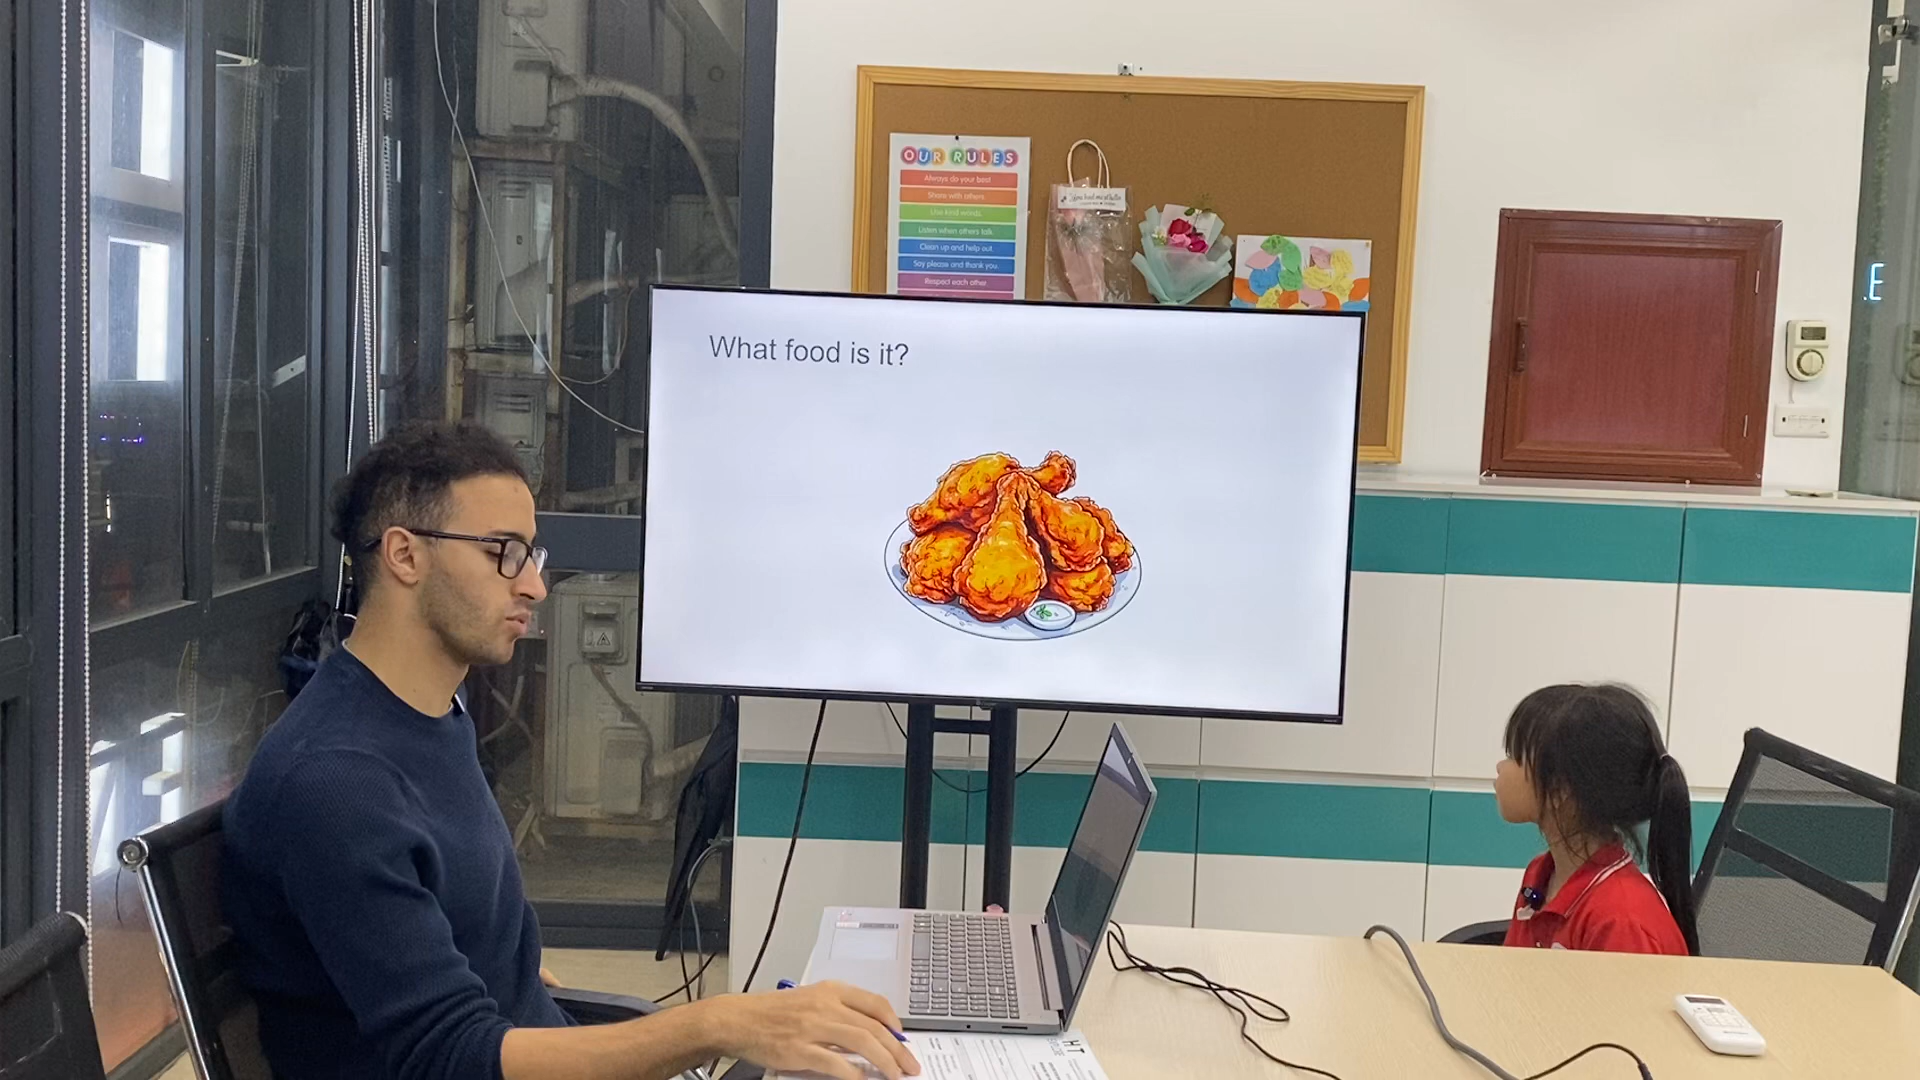 OUR RULES
Always do your best
Share with others
Use kind words.
Listen when others talk.
Clean up and help out.
Say please and thank you.
Respect each other
What food is it?
.E
HT